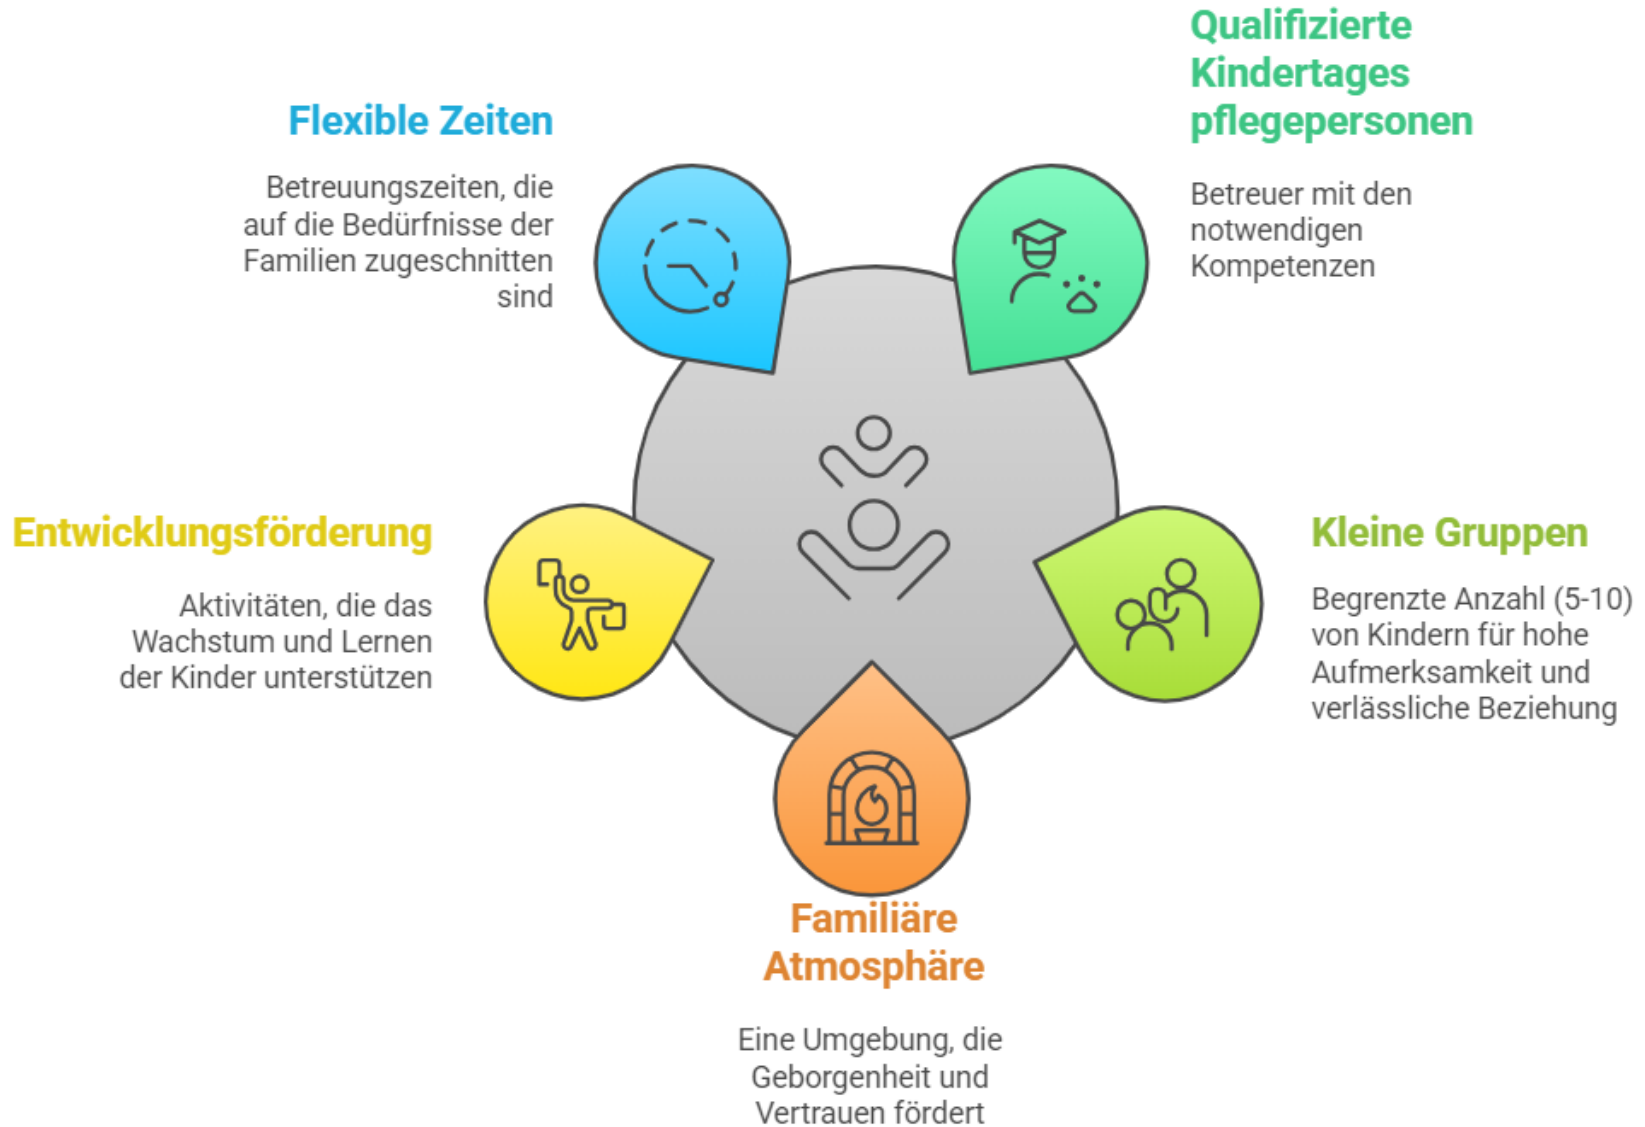 Qualifizierte
Kindertages
pflegepersonen
Betreuer mit den
notwendigen
Kompetenzen
Flexible Zeiten
Betreuungszeiten, die
auf die Bedürfnisse der
Familien zugeschnitten
sind
Entwicklungsförderung
Aktivitäten, die das
Wachstum und Lernen
der Kinder unterstützen
Kleine Gruppen
Begrenzte Anzahl (5-10)
von Kindern für hohe
Aufmerksamkeit und
verlässliche Beziehung
Familiäre
Atmosphäre
Eine Umgebung, die
Geborgenheit und
Vertrauen fördert